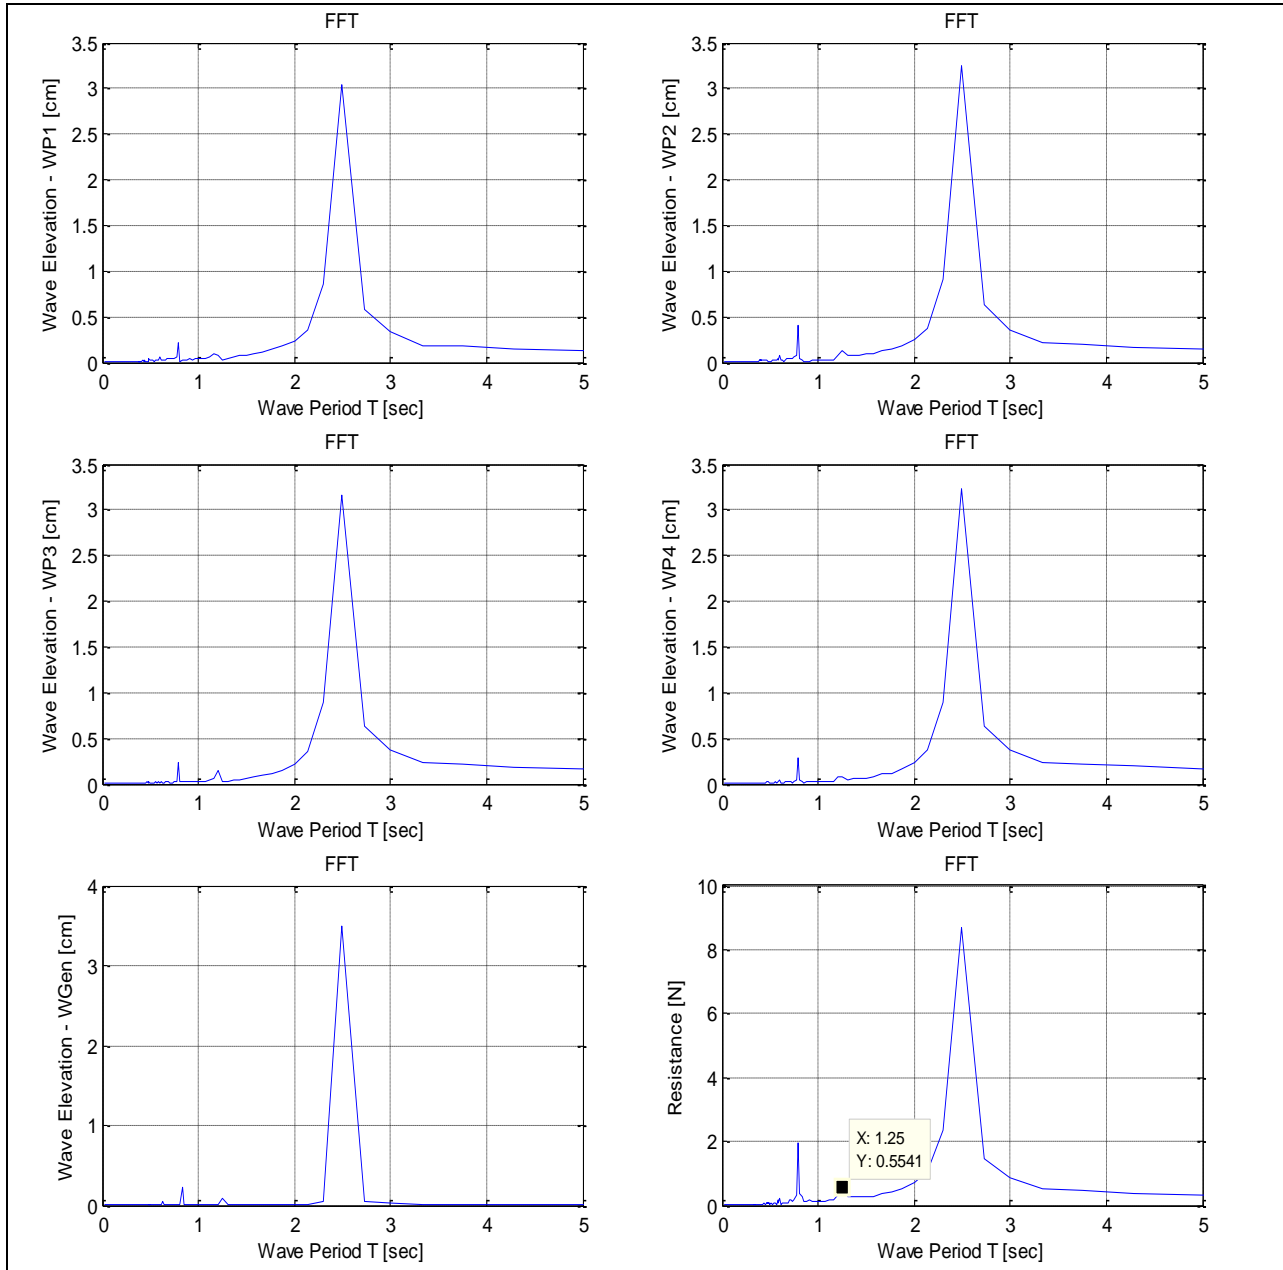 FFT
Wave Elevation - WP1 [cm]
3.5
3
2.5
2
1.5
1
0.5
0
0 1 2 3 4 5
Wave Period T [sec]
FFT
Wave Elevation - WP2 [cm]
3.5
3
2.5
2
1.5
1
0.5
0
0 1 2 3 4 5
Wave Period T [sec]
FFT
Wave Elevation - WP3 [cm]
3.5
3
2.5
2
1.5
1
0.5
0
0 1 2 3 4 5
Wave Period T [sec]
FFT
Wave Elevation - WP4 [cm]
3.5
3
2.5
2
1.5
1
0.5
0
0 1 2 3 4 5
Wave Period T [sec]
FFT
Wave Elevation - WGen [cm]
4
3
2
1
0
0 1 2 3 4 5
Wave Period T [sec]
FFT
Resistance [N]
10
8
6
4
2
0
X: 1.25
Y: 0.5541
0 1 2 3 4 5
Wave Period T [sec]